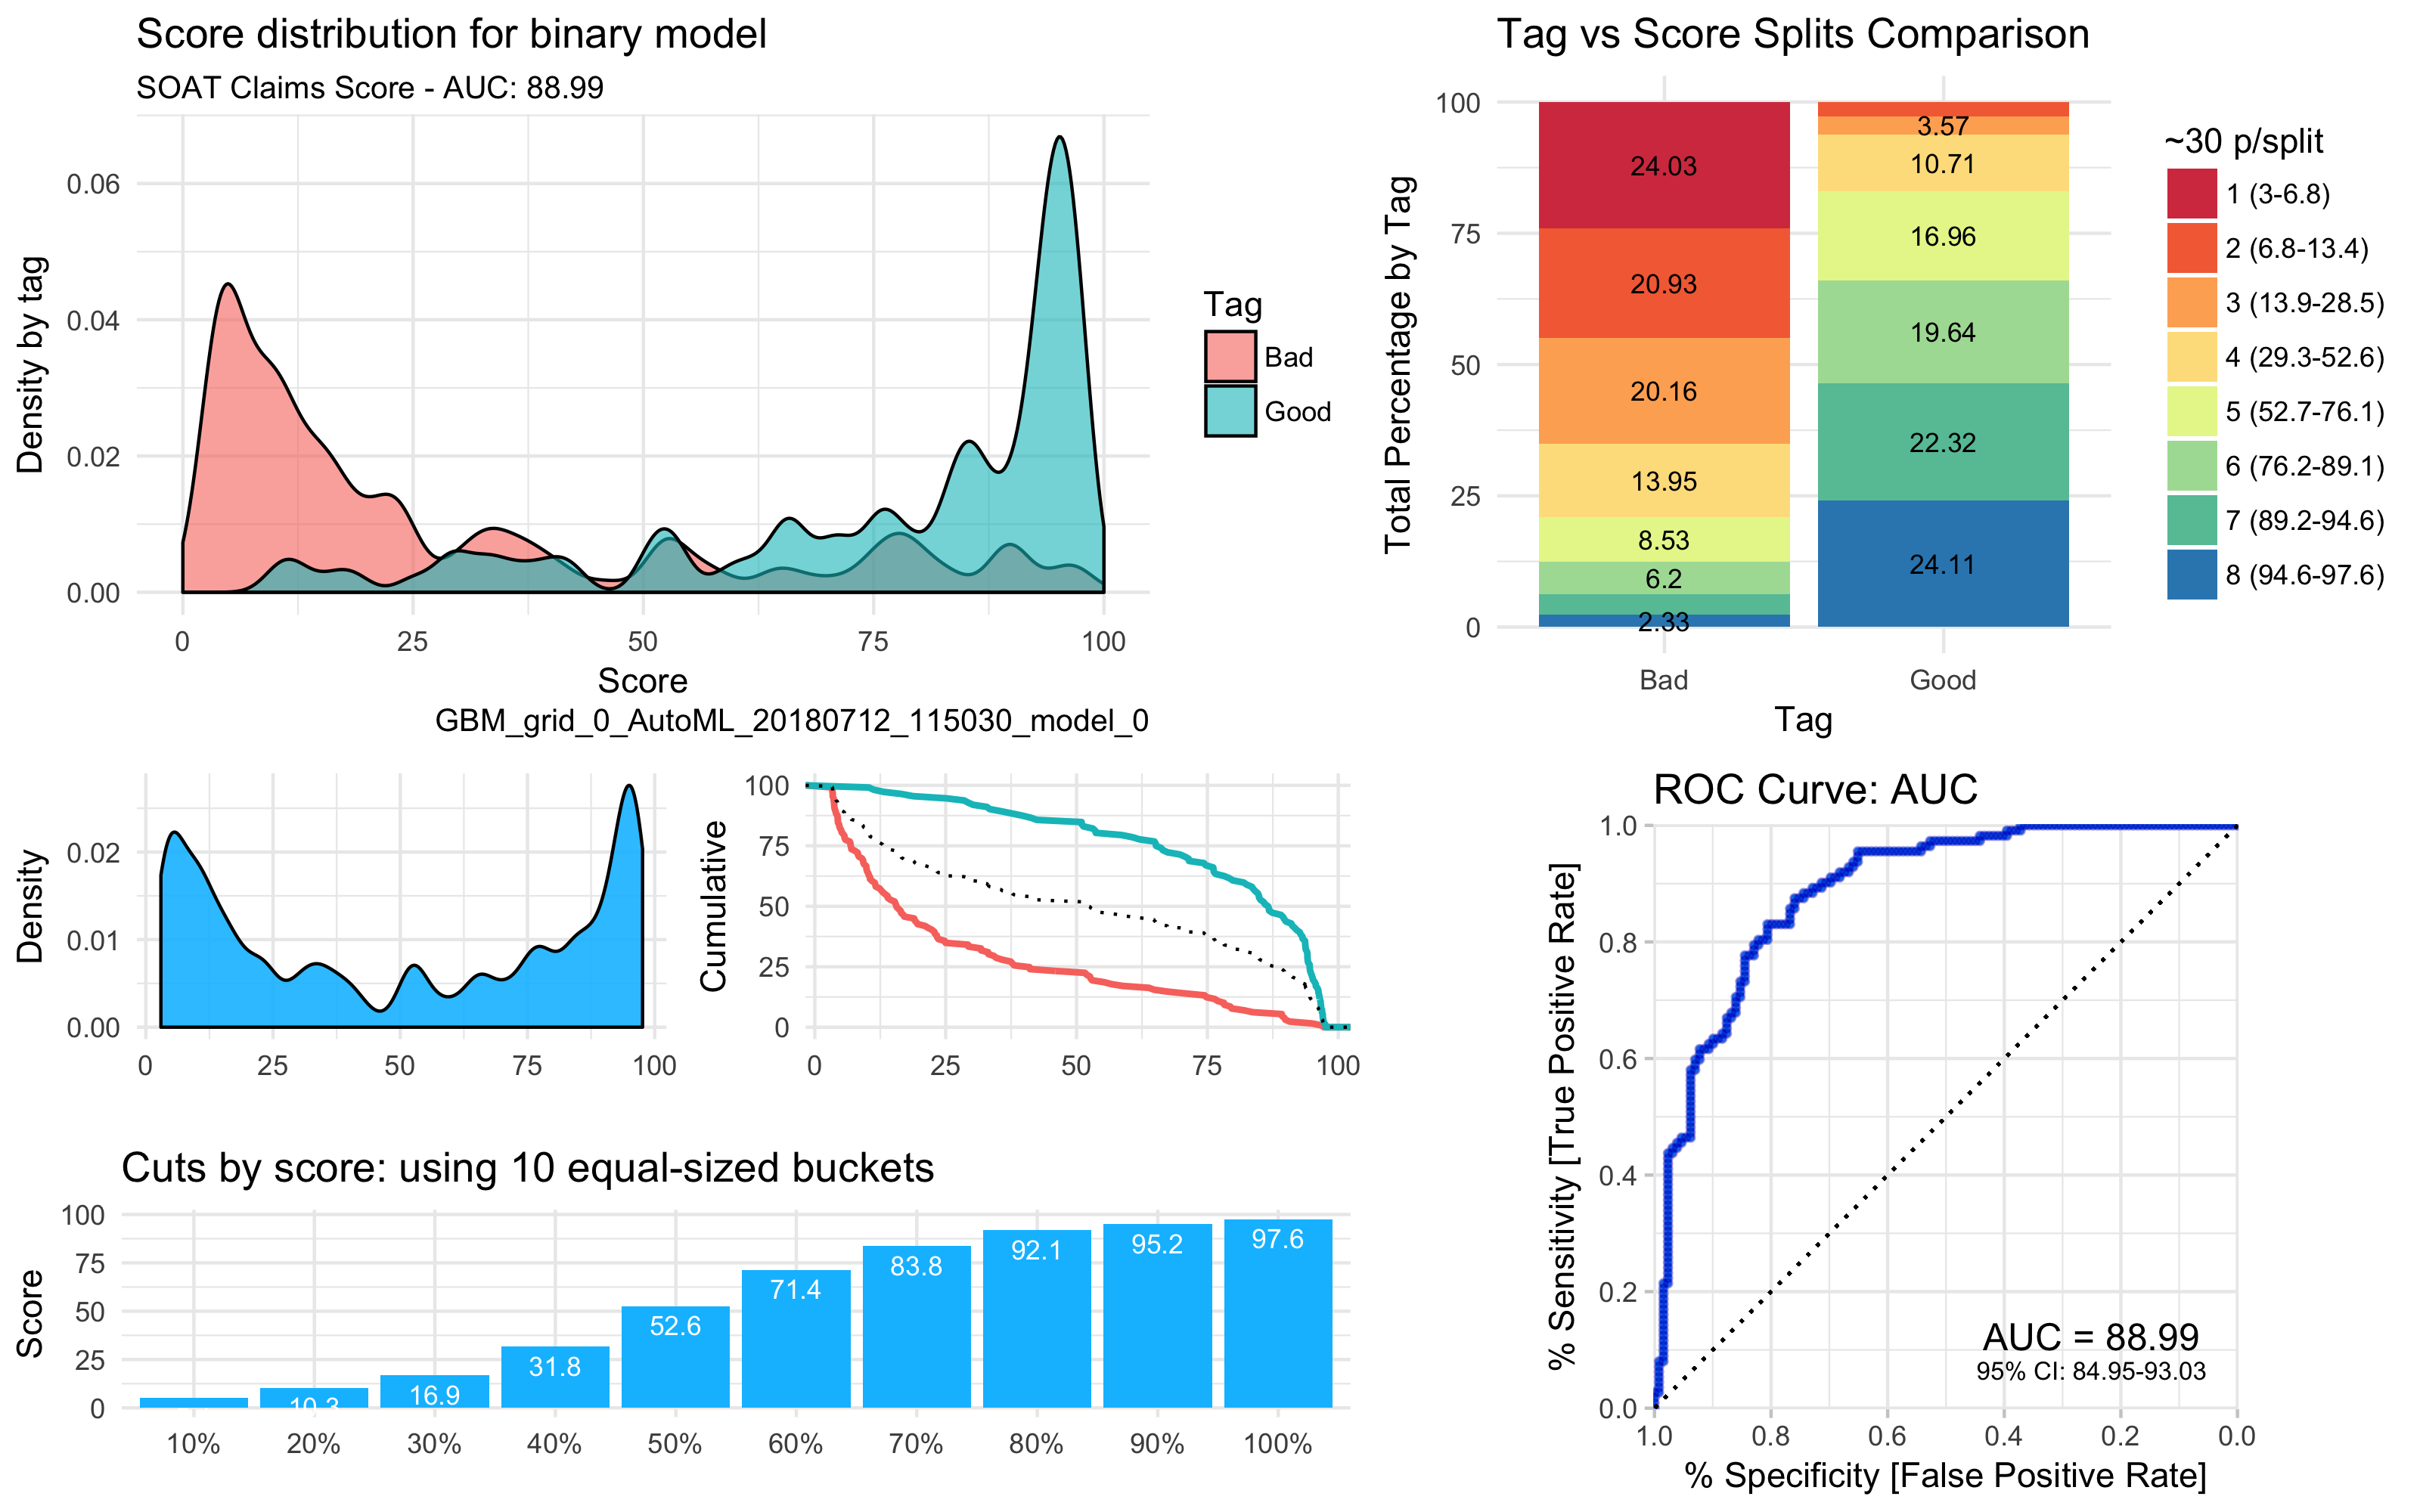 Score distribution for binary model
SOAT Claims Score - AUC: 88.99
Density by tag
0.06
0.04
0.02
0.00
0 25 50 75 100
Score
Tag
Bad
Good
Tag vs Score Splits Comparison
Total Percentage by Tag
100
75
50
25
0
24.03
20.93
20.16
13.95
8.53
6.2
2.33
3.57
10.71
16.96
19.64
22.32
24.11
Bad Good
Tag
~30 p/split
1 (3-6.8)
2 (6.8-13.4)
3 (13.9-28.5)
4 (29.3-52.6)
5 (52.7-76.1)
6 (76.2-89.1)
7 (89.2-94.6)
8 (94.6-97.6)
GBM_grid_0_AutoML_20180712_115030_model_0
Density
0.02
0.01
0.00
0 25 50 75 100
Cumulative
100
75
50
25
0
0 25 50 75 100
Cuts by score: using 10 equal-sized buckets
Score
100
75
50
25
0
10.3 16.9 31.8 52.6 71.4 83.8 92.1 95.2 97.6
10% 20% 30% 40% 50% 60% 70% 80% 90% 100%
ROC Curve: AUC
% Sensitivity [True Positive Rate]
1.0
0.8
0.6
0.4
0.2
0.0
AUC = 88.99
95% CI: 84.95-93.03
1.0 0.8 0.6 0.4 0.2 0.0
% Specificity [False Positive Rate]